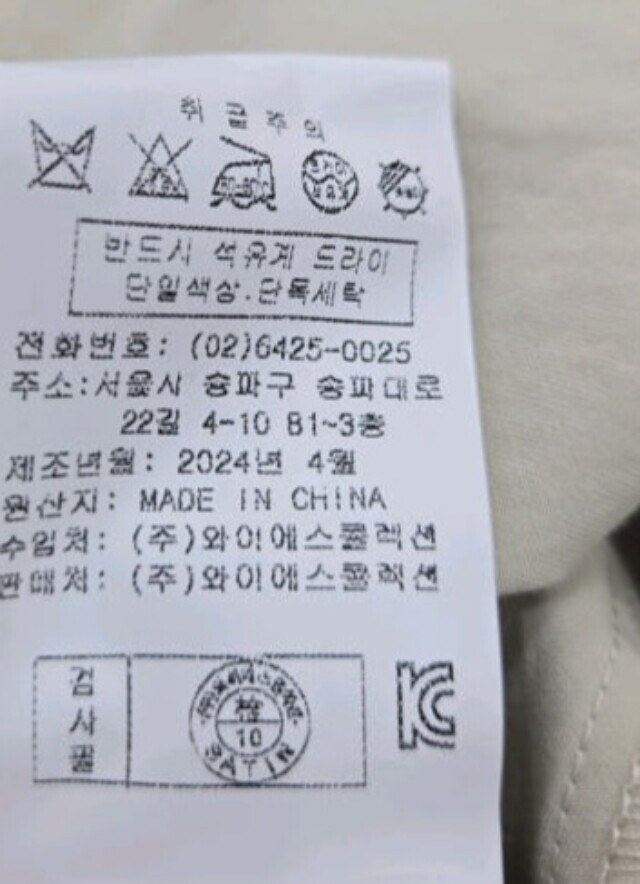 취급주의
반드시 석유계 드라이
단일색상.단독세탁
전화번호: (02)6425-0025
주소:서울시 송파구 송파대로
22길 4-10 B1~3층
제조년월: 2024년 4월
원산지: MADE IN CHINA
수입처: (주)와이에스콜렉션
판매처: (주)와이에스콜렉션
검사필
10
SATIN
KC